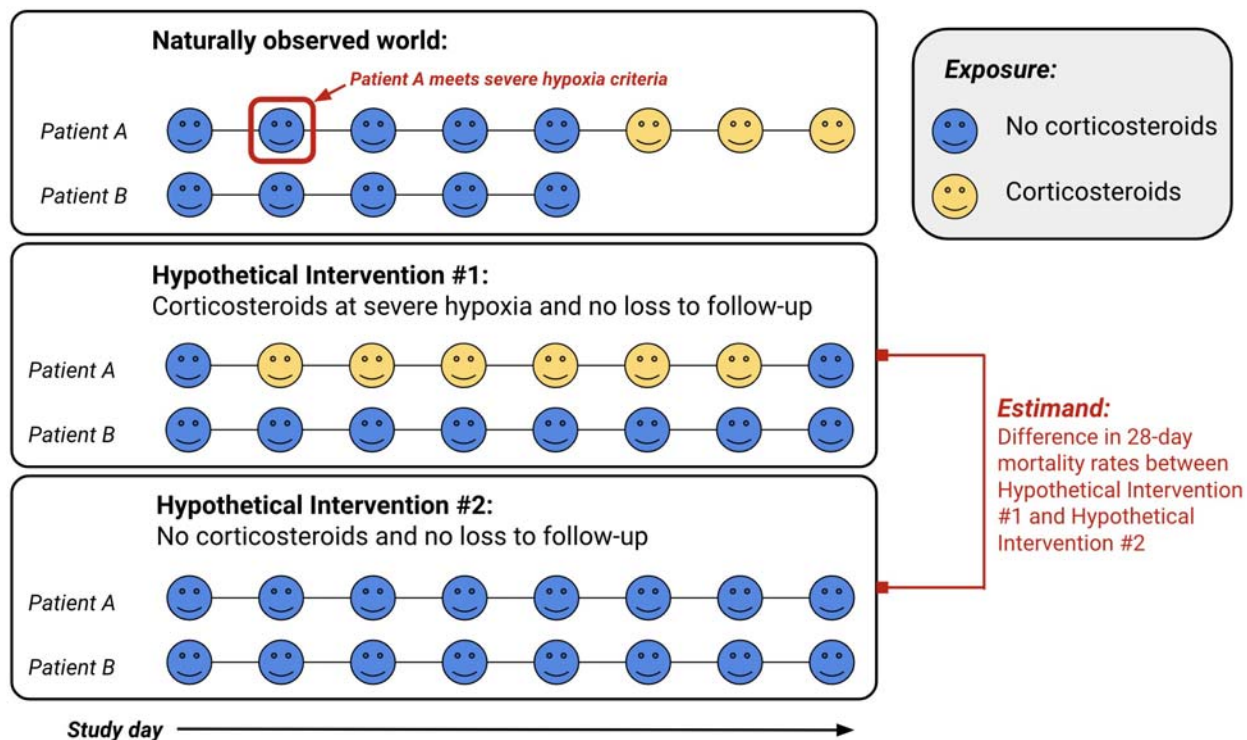 Naturally observed world:
Patient A meets severe hypoxia criteria
Patient A
Patient B
Exposure:
No corticosteroids
Corticosteroids
Hypothetical Intervention #1:
Corticosteroids at severe hypoxia and no loss to follow-up
Patient A
Patient B
Estimand:
Difference in 28-day
mortality rates between
Hypothetical Intervention
#1 and Hypothetical
Intervention #2
Hypothetical Intervention #2:
No corticosteroids and no loss to follow-up
Patient A
Patient B
Study day